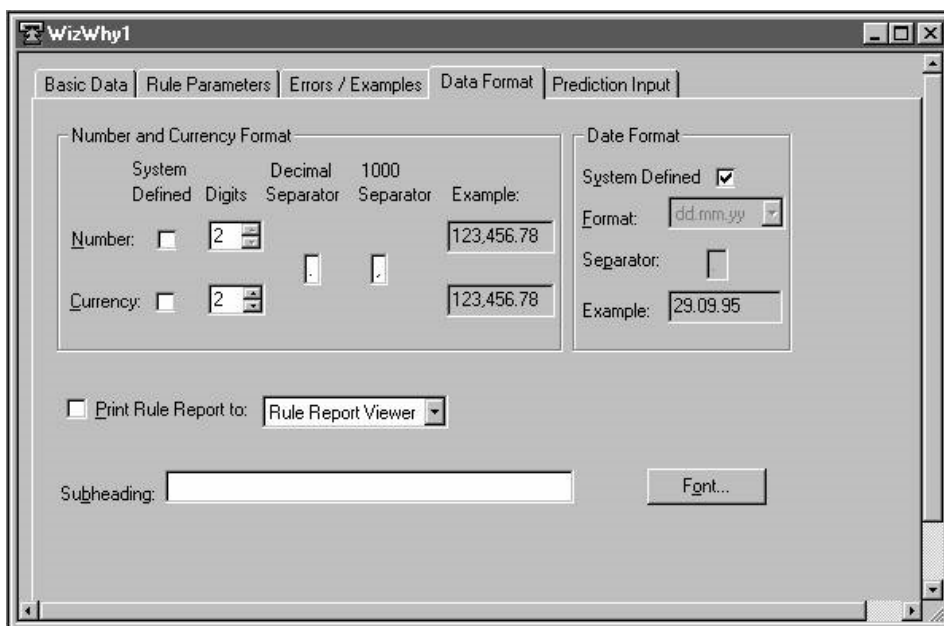 WizWhy1
Basic Data Rule Parameters Errors / Examples Data Format Prediction Input
Number and Currency Format
System Decimal 1000
Defined Digits Separator Separator Example:
Number: 2 123,456.78
. ,
Currency: 2 123,456.78
Date Format
System Defined
Format: dd.mm.yy
Separator: .
Example: 29.09.95
Print Rule Report to: Rule Report Viewer
Subheading: Font...